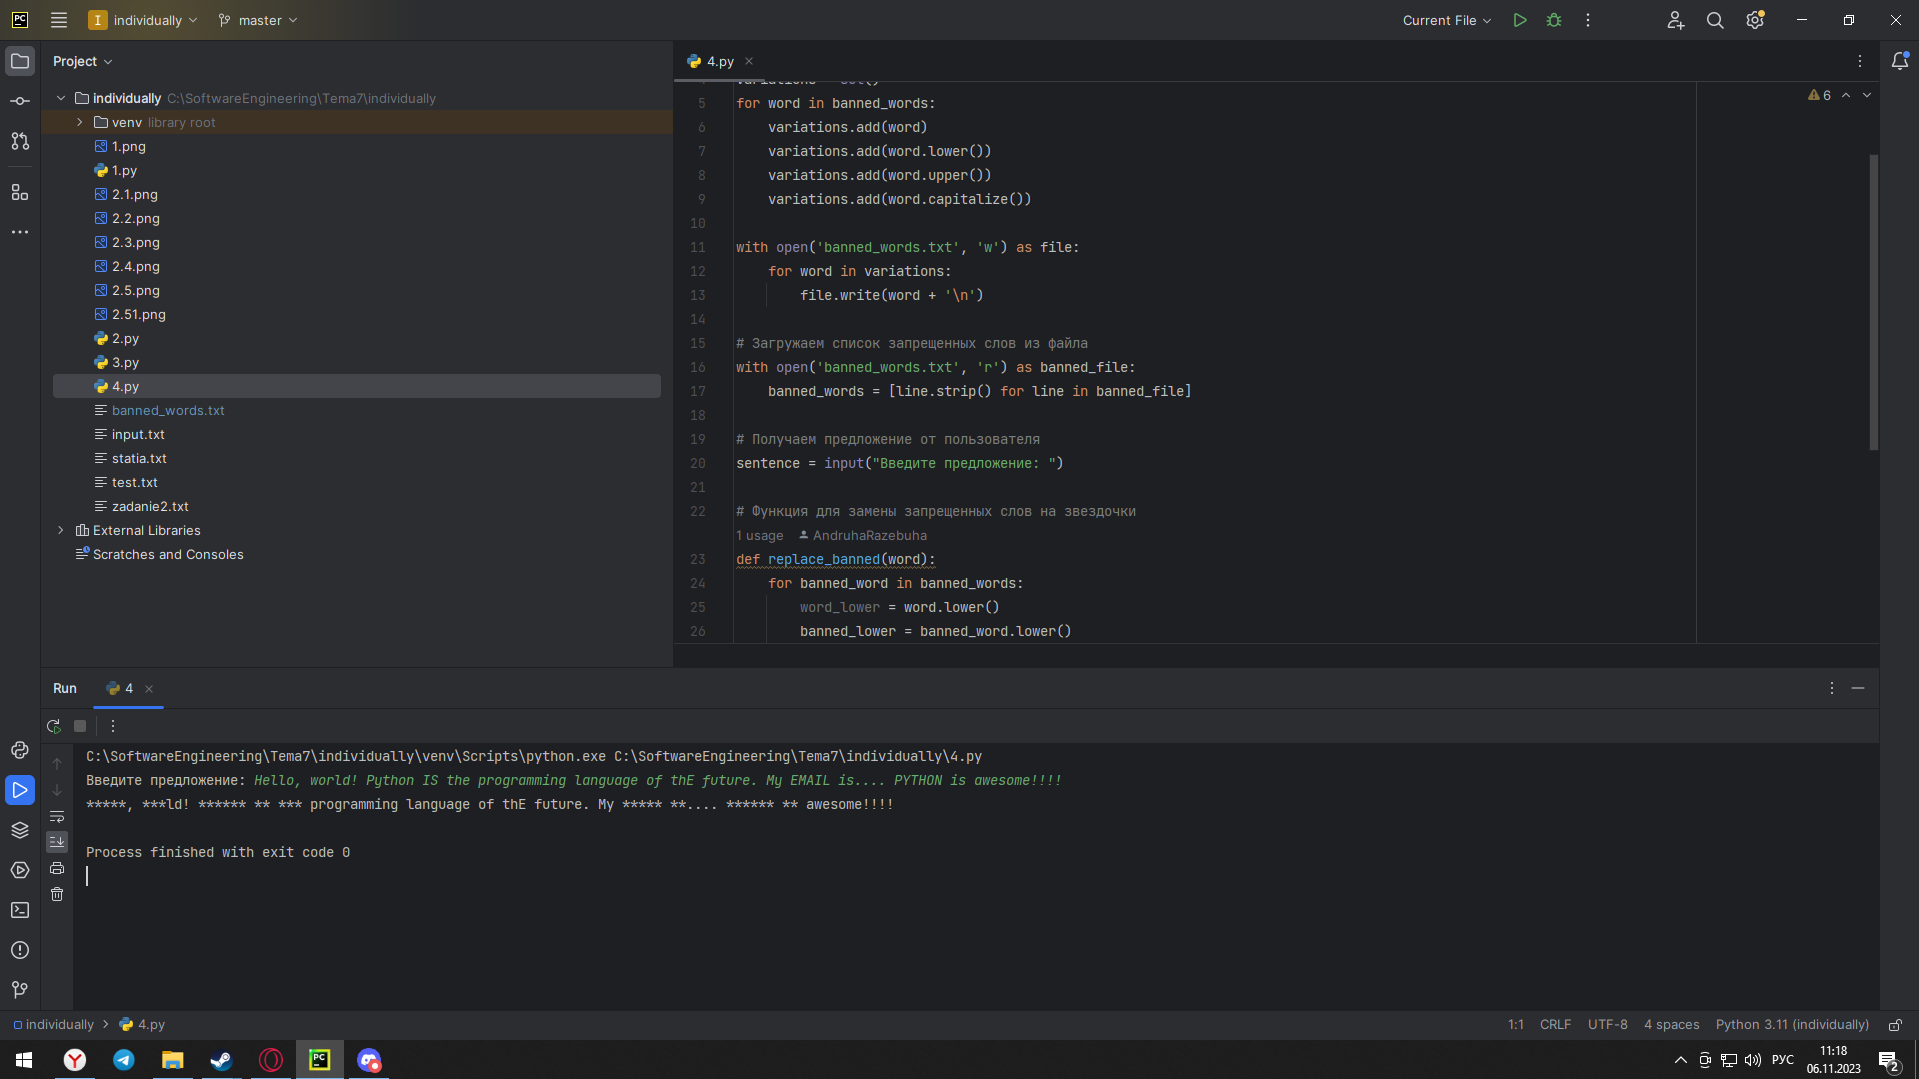 individually
master
Current File
Project
individually C:\SoftwareEngineering\Tema7\individually
venv library root
1.png
1.py
2.1.png
2.2.png
2.3.png
2.4.png
2.5.png
2.51.png
2.py
3.py
4.py
banned_words.txt
input.txt
statia.txt
test.txt
zadanie2.txt
External Libraries
Scratches and Consoles
4.py
6
5 for word in banned_words:
6 variations.add(word)
7 variations.add(word.lower())
8 variations.add(word.upper())
9 variations.add(word.capitalize())
10
11 with open('banned_words.txt', 'w') as file:
12 for word in variations:
13 file.write(word + '\n')
14
15 # Загружаем список запрещенных слов из файла
16 with open('banned_words.txt', 'r') as banned_file:
17 banned_words = [line.strip() for line in banned_file]
18
19 # Получаем предложение от пользователя
20 sentence = input("Введите предложение: ")
21
22 # Функция для замены запрещенных слов на звездочки
1 usage AndruhaRazebuha
23 def replace_banned(word):
24 for banned_word in banned_words:
25 word_lower = word.lower()
26 banned_lower = banned_word.lower()
Run 4
C:\SoftwareEngineering\Tema7\individually\venv\Scripts\python.exe C:\SoftwareEngineering\Tema7\individually\4.py
Введите предложение: Hello, world! Python IS the programming language of thE future. My EMAIL is.... PYTHON is awesome!!!!
*****, ***ld! ****** ** *** programming language of thE future. My ***** **.... ****** ** awesome!!!!
Process finished with exit code 0
individually > 4.py
1:1 CRLF UTF-8 4 spaces Python 3.11 (individually)
РУС
11:18
06.11.2023
2